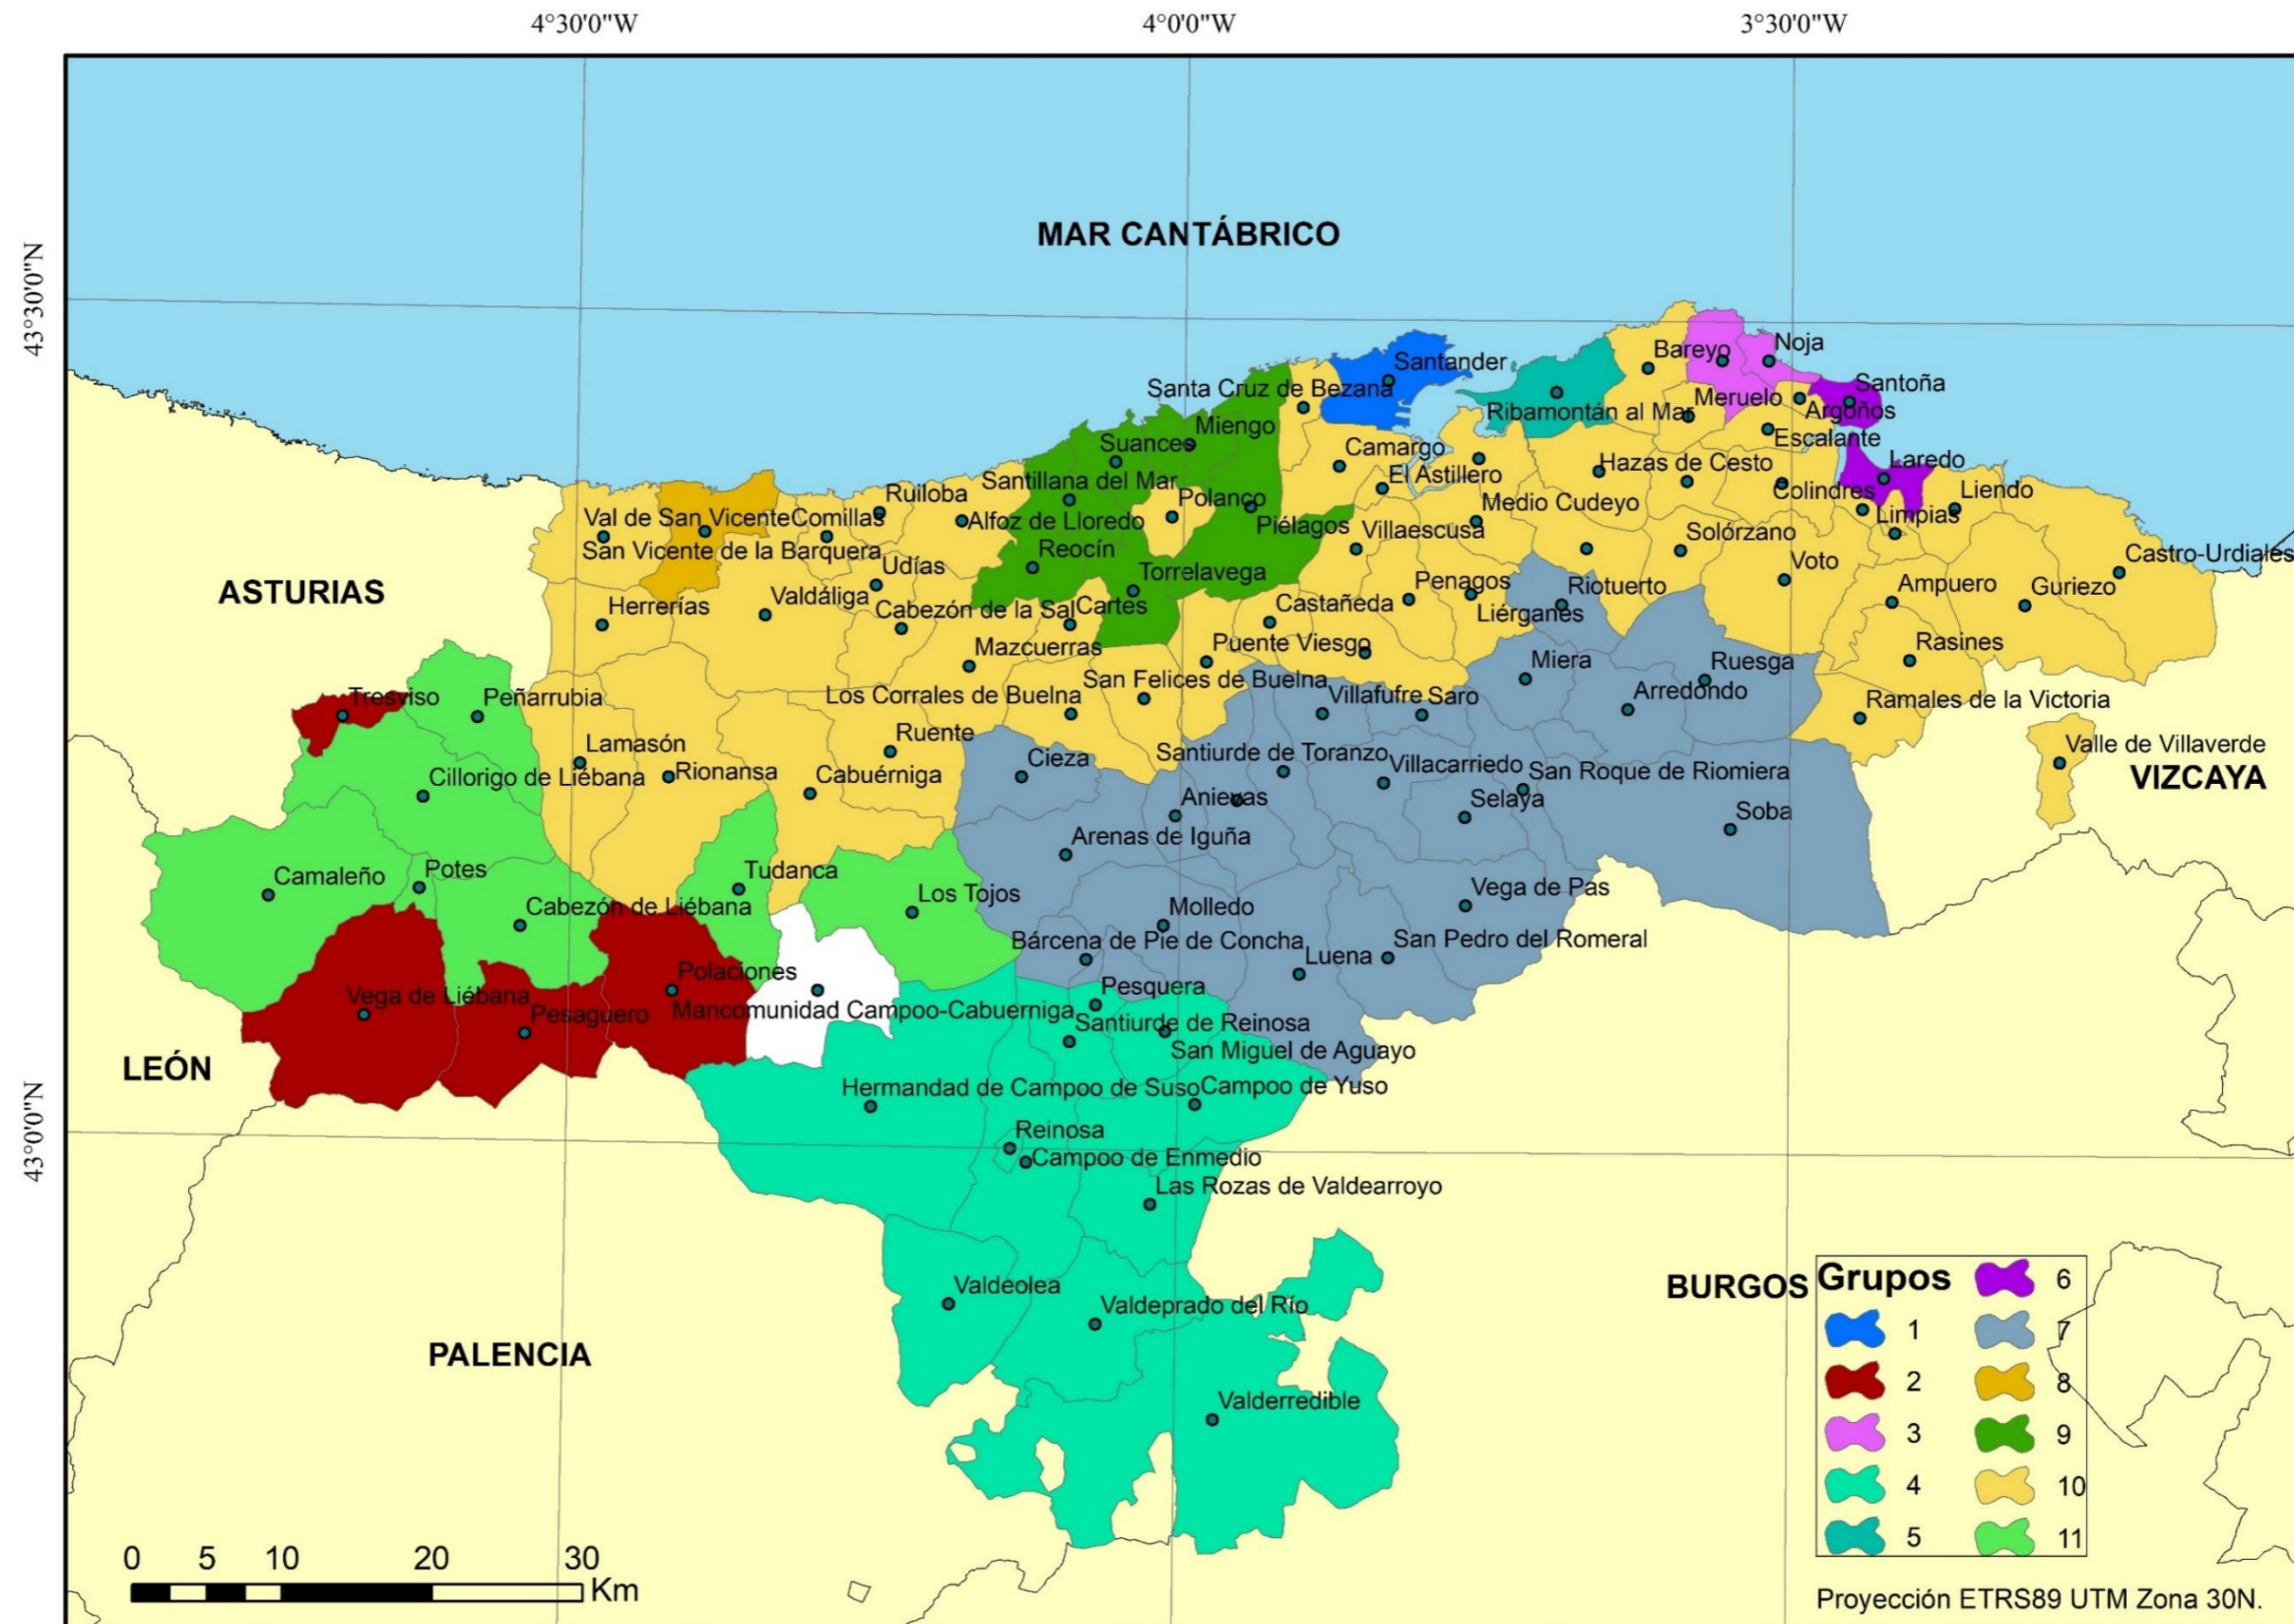 4°30'0"W
4°0'0"W
3°30'0"W
43°30'0"N
43°0'0"N
MAR CANTÁBRICO
Santander
Bareyo
Noja
Santa Cruz de Bezana
Santoña
Meruelo
Ribamontán al Mar
Argoños
Miengo
Suances
Camargo
Escalante
Laredo
El Astillero
Hazas de Cesto
Santillana del Mar
Ruiloba
Polanco
Medio Cudeyo
Colindres
Liendo
Val de San Vicente
Comillas
Alfoz de Lloredo
Piélagos
Villaescusa
Limpias
San Vicente de la Barquera
Reocín
Solórzano
Voto
Castro-Urdiales
Udías
Torrelavega
ASTURIAS
Herrerías
Valdáliga
Cabezón de la Sal
Cartes
Castañeda
Penagos
Riotuerto
Liérganes
Ampuero
Guriezo
Mazcuerras
Puente Viesgo
Rasines
Miera
Ruesga
Tresviso
Peñarrubia
Los Corrales de Buelna
San Felices de Buelna
Villafufre
Saro
Arredondo
Ramales de la Victoria
Ruente
Lamasón
Cieza
Santiurde de Toranzo
Villacarriedo
San Roque de Riomiera
Valle de Villaverde
VIZCAYA
Cillorigo de Liébana
Rionansa
Cabuérniga
Anievas
Selaya
Soba
Arenas de Iguña
Camaleño
Potes
Tudanca
Los Tojos
Vega de Pas
Cabezón de Liébana
Molledo
Bárcena de Pie de Concha
Luena
San Pedro del Romeral
Polaciones
Pesquera
Vega de Liébana
Pesaguero
Mancomunidad Campoo-Cabuerniga
Santiurde de Reinosa
San Miguel de Aguayo
LEÓN
Hermandad de Campoo de Suso
Campoo de Yuso
Reinosa
Campoo de Enmedio
Las Rozas de Valdearroyo
Valdeolea
Valdeprado del Río
PALENCIA
Valderredible
BURGOS
Grupos
6
1
7
2
8
3
9
4
10
5
11
0 5 10 20 30
Km
Proyección ETRS89 UTM Zona 30N.